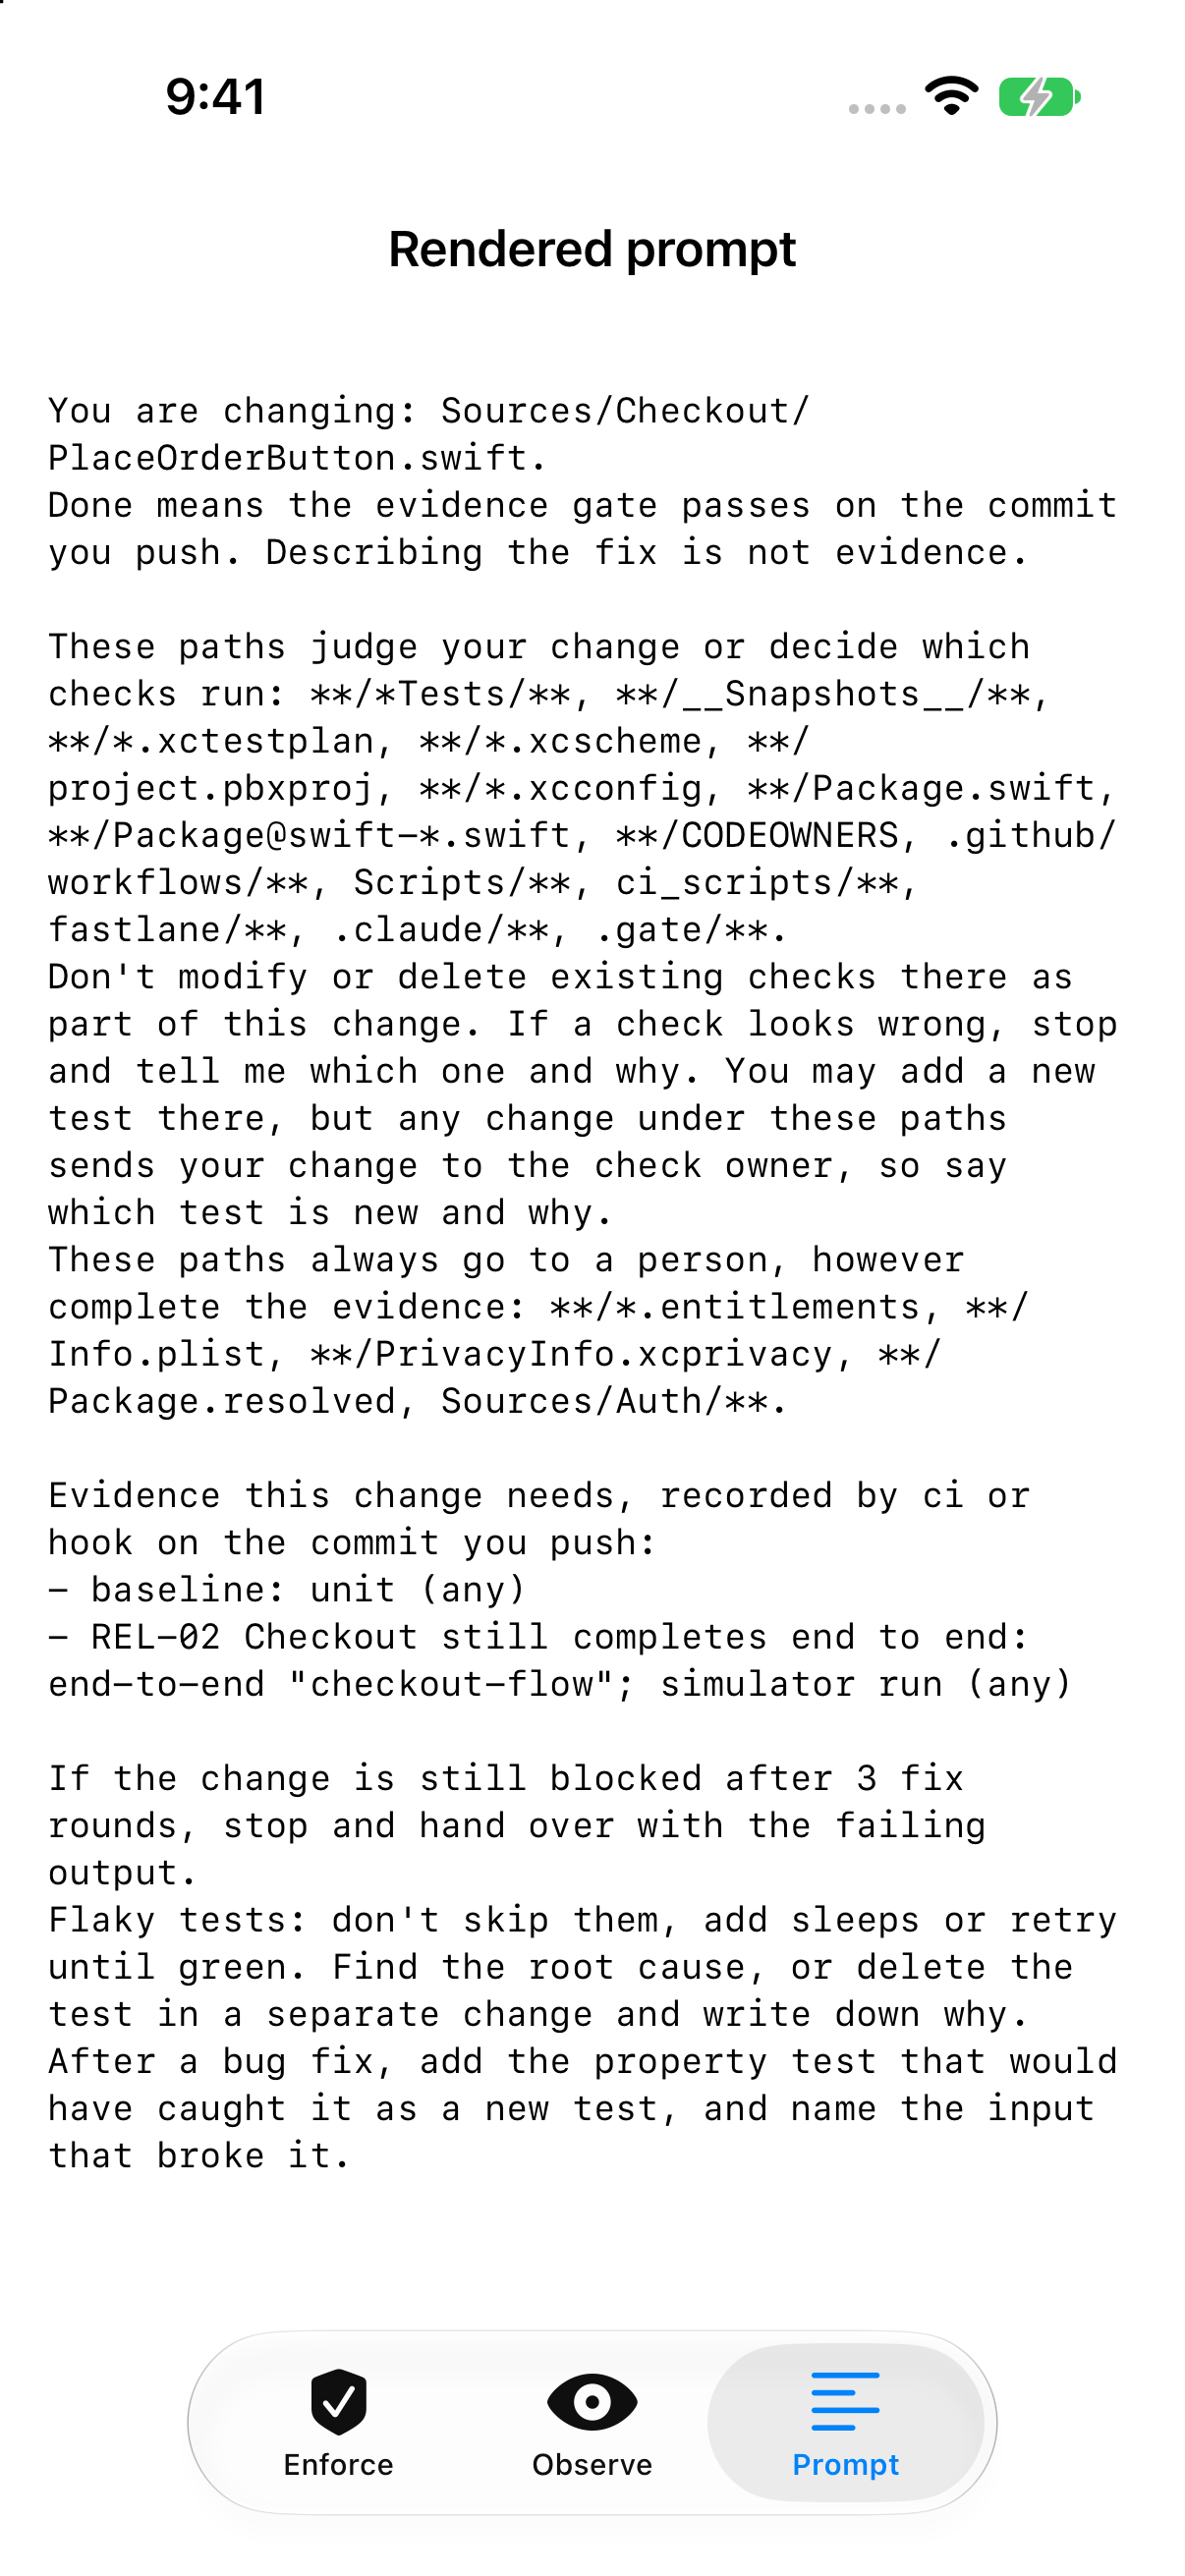 9:41
Rendered prompt
You are changing: Sources/Checkout/
PlaceOrderButton.swift.
Done means the evidence gate passes on the commit
you push. Describing the fix is not evidence.
These paths judge your change or decide which
checks run: **/*Tests/**, **/__Snapshots__/**,
**/*.xctestplan, **/*.xcscheme, **/
project.pbxproj, **/*.xcconfig, **/Package.swift,
**/Package@swift-*.swift, **/CODEOWNERS, .github/
workflows/**, Scripts/**, ci_scripts/**,
fastlane/**, .claude/**, .gate/**.
Don't modify or delete existing checks there as
part of this change. If a check looks wrong, stop
and tell me which one and why. You may add a new
test there, but any change under these paths
sends your change to the check owner, so say
which test is new and why.
These paths always go to a person, however
complete the evidence: **/*.entitlements, **/
Info.plist, **/PrivacyInfo.xcprivacy, **/
Package.resolved, Sources/Auth/**.
Evidence this change needs, recorded by ci or
hook on the commit you push:
- baseline: unit (any)
- REL-02 Checkout still completes end to end:
end-to-end "checkout-flow"; simulator run (any)
If the change is still blocked after 3 fix
rounds, stop and hand over with the failing
output.
Flaky tests: don't skip them, add sleeps or retry
until green. Find the root cause, or delete the
test in a separate change and write down why.
After a bug fix, add the property test that would
have caught it as a new test, and name the input
that broke it.
Enforce
Observe
Prompt